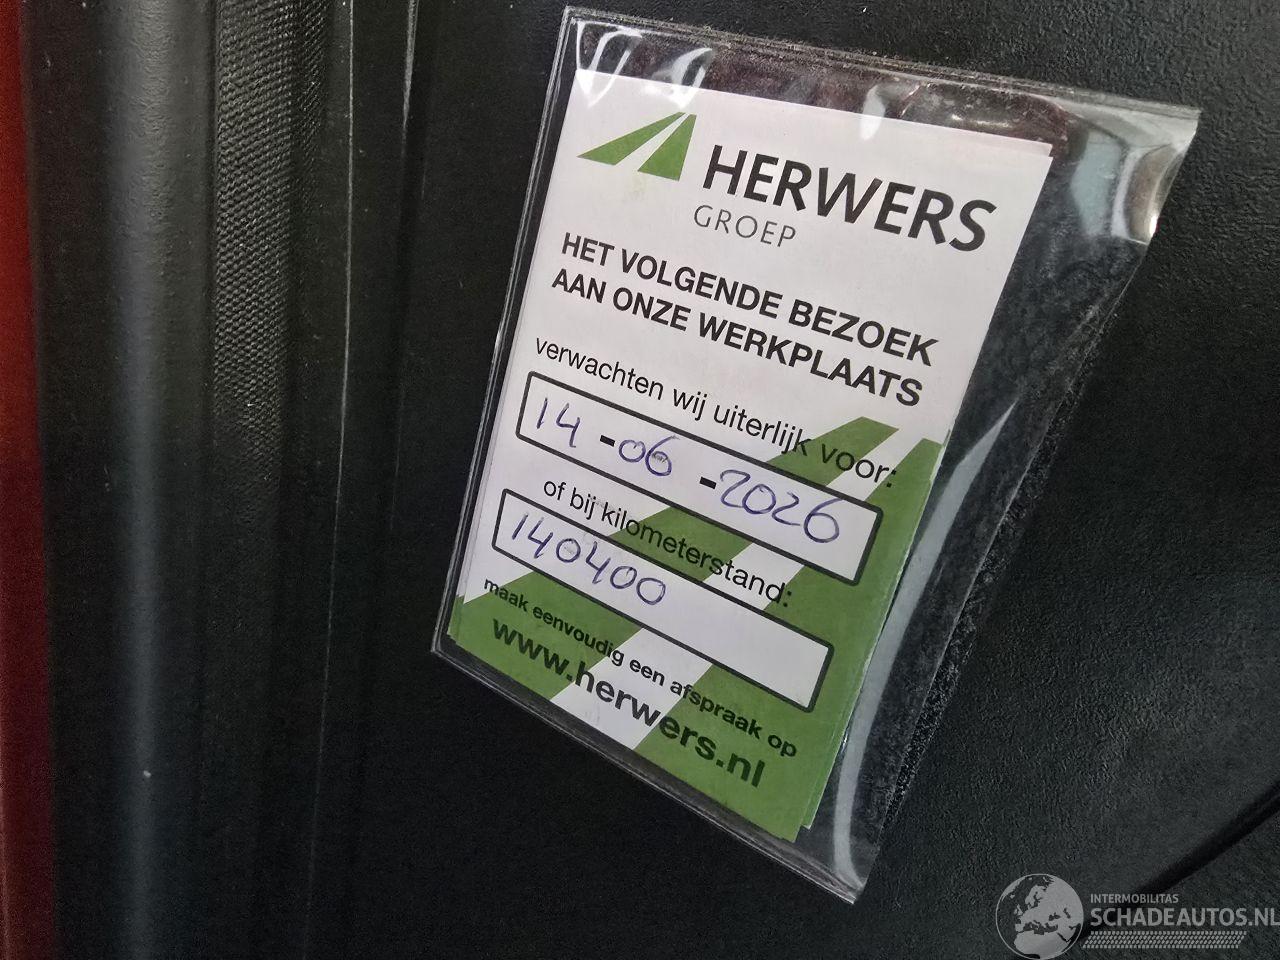 HERWERS
GROEP
HET VOLGENDE BEZOEK
AAN ONZE WERKPLAATS
verwachten wij uiterlijk voor:
14-06-2026
of bij kilometerstand:
140400
maak eenvoudig een afspraak op
www.herwers.nl
INTERMOBILITAS
SCHADEAUTOS.NL